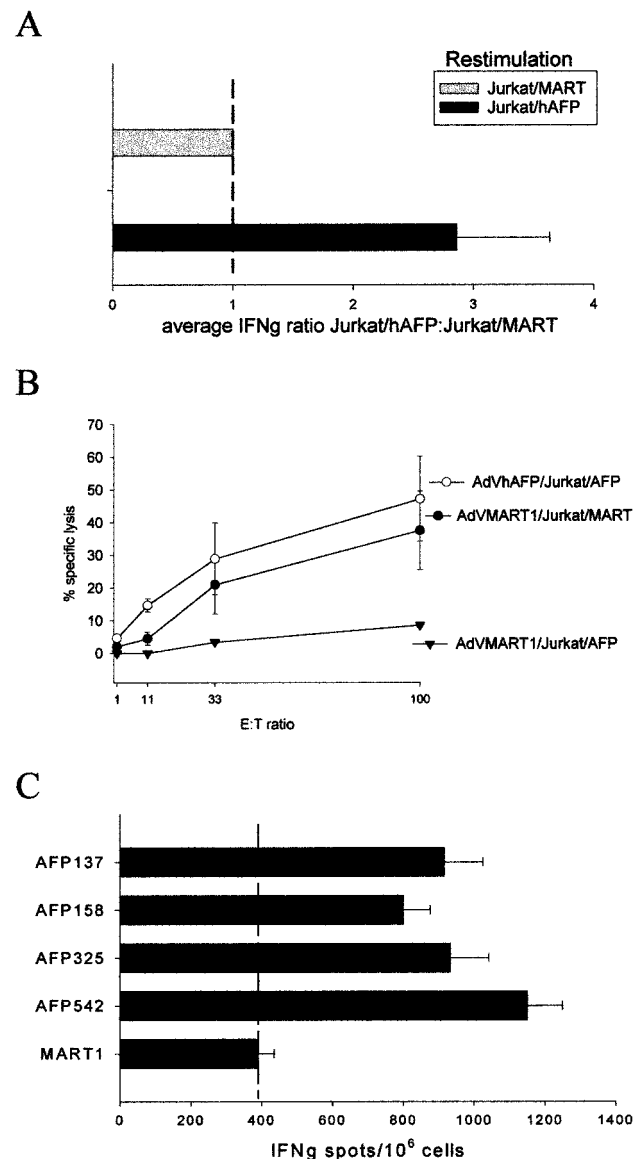 A
Restimulation
Jurkat/MART
Jurkat/hAFP
0 1 2 3 4
average IFNg ratio Jurkat/hAFP:Jurkat/MART
B
70
60
50
40
30
20
10
0
% specific lysis
AdVhAFP/Jurkat/AFP
AdVMART1/Jurkat/MART
AdVMART1/Jurkat/AFP
1 11 33 100
E:T ratio
C
AFP137
AFP158
AFP325
AFP542
MART1
0 200 400 600 800 1000 1200 1400
IFNg spots/10⁶ cells